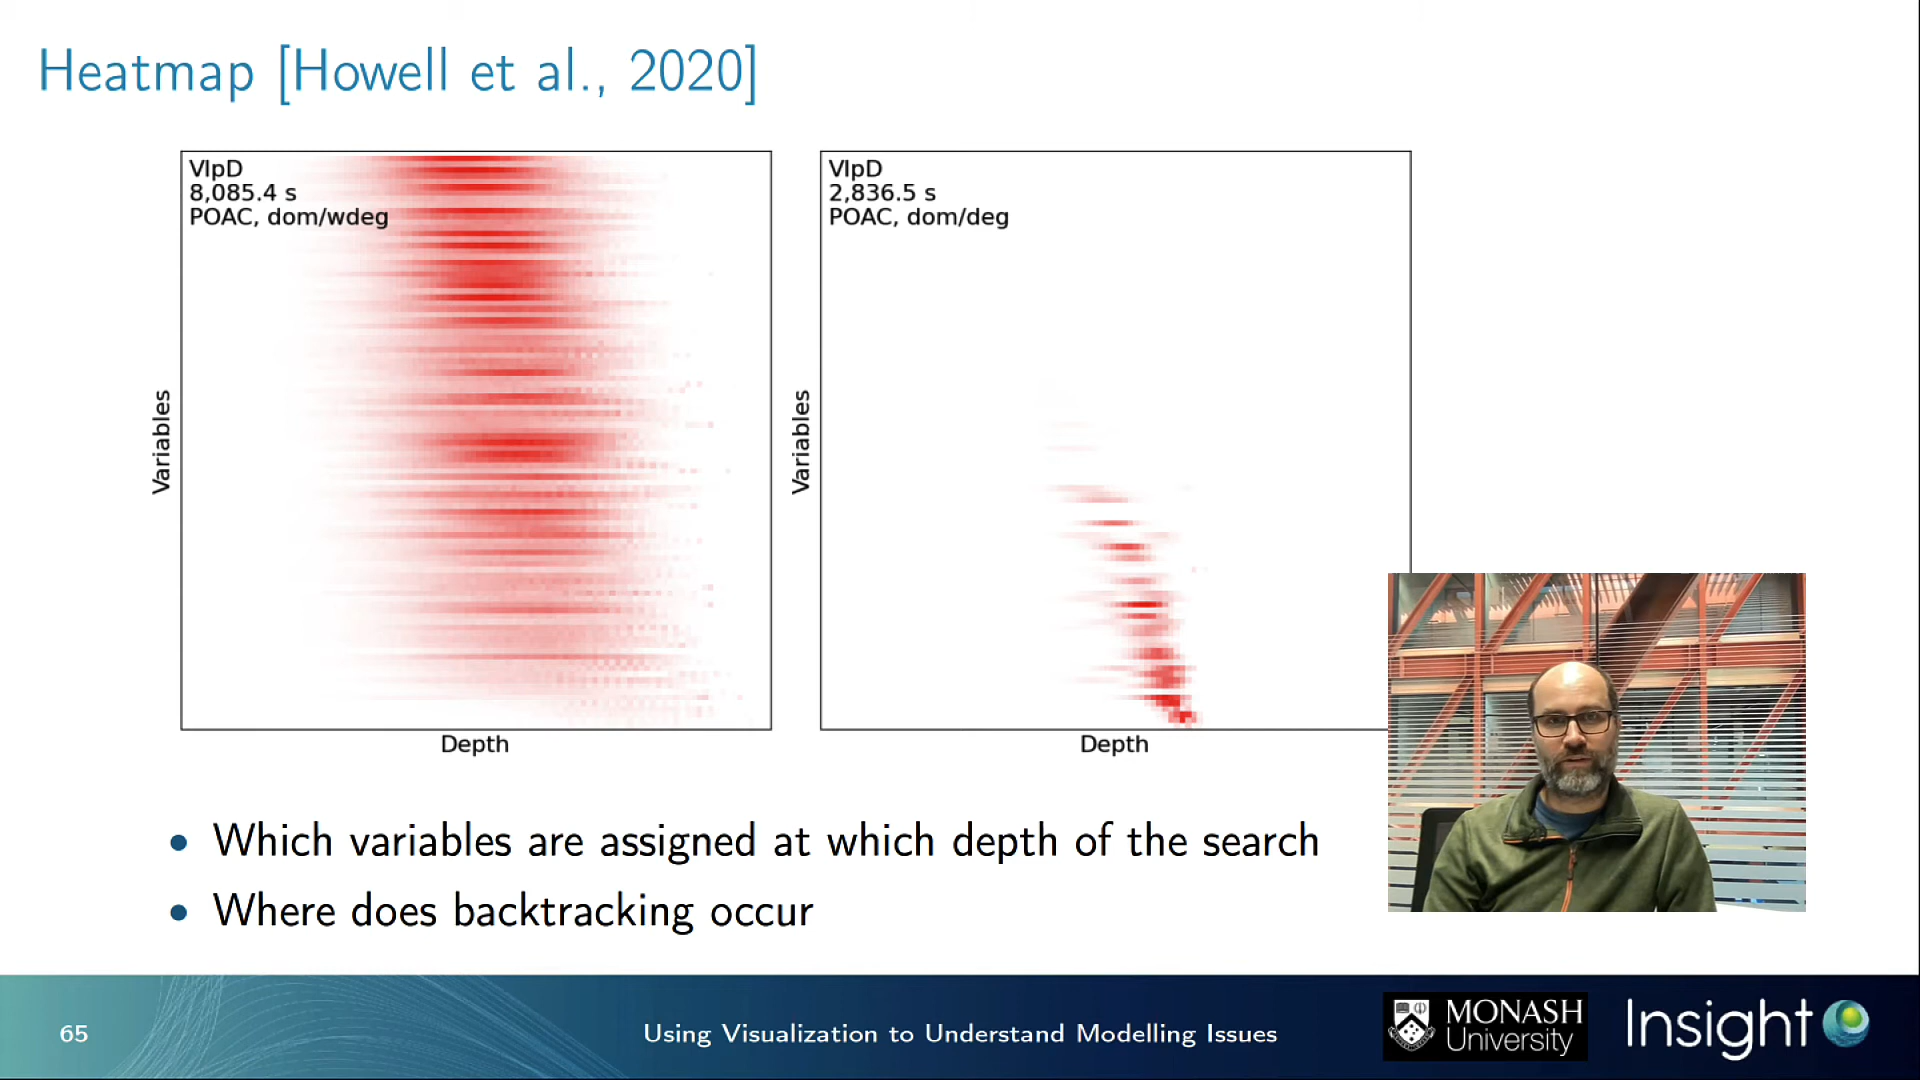 Heatmap [Howell et al., 2020]
VlpD
8,085.4 s
POAC, dom/wdeg
Variables
Depth
VlpD
2,836.5 s
POAC, dom/deg
Variables
Depth
• Which variables are assigned at which depth of the search
• Where does backtracking occur
65
Using Visualization to Understand Modelling Issues
MONASH
University
Insight